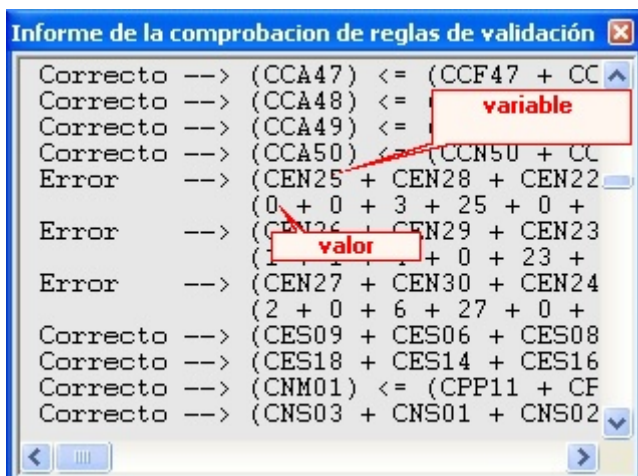 Informe de la comprobacion de reglas de validación
Correcto --> (CCA47) <= (CCF47 + CC
Correcto --> (CCA48) <=
Correcto --> (CCA49) <=
variable
Correcto --> (CCA50) <= (CCN50 + CC
Error --> (CEN25 + CEN28 + CEN22
(0 + 0 + 3 + 25 + 0 +
Error --> (CEN26 + CEN29 + CEN23
valor
+ 0 + 23 +
Error --> (CEN27 + CEN30 + CEN24
(2 + 0 + 6 + 27 + 0 +
Correcto --> (CES09 + CES06 + CES08
Correcto --> (CES18 + CES14 + CES16
Correcto --> (CNM01) <= (CPP11 + CF
Correcto --> (CNS03 + CNS01 + CNS02